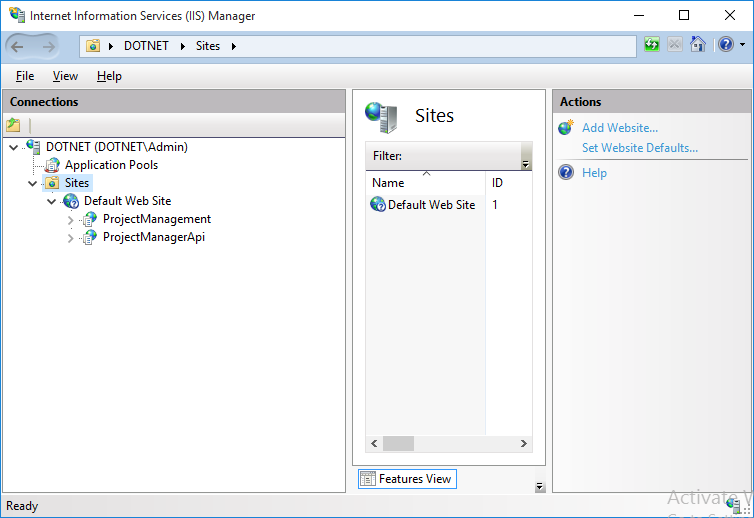 Internet Information Services (IIS) Manager
DOTNET Sites
File View Help
Connections
DOTNET (DOTNET\Admin)
Application Pools
Sites
Default Web Site
ProjectManagement
ProjectManagerApi
Sites
Filter:
Name ID
Default Web Site 1
Features View
Actions
Add Website...
Set Website Defaults...
Help
Ready
Activate